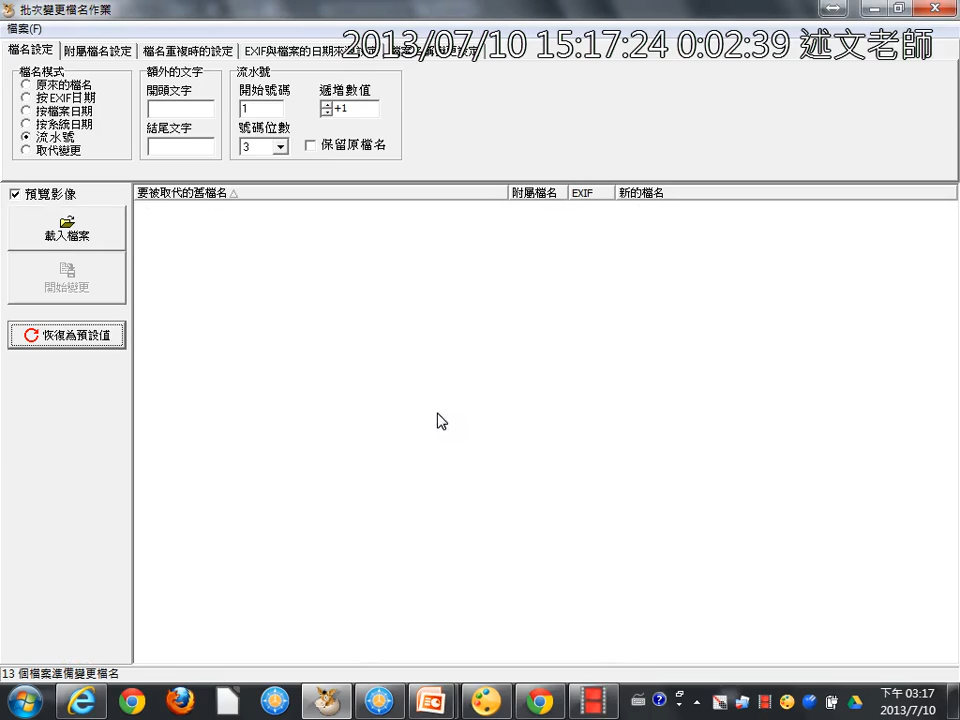 批次變更檔名作業
檔案(F)
2013/07/10 15:17:24 0:02:39 述文老師
檔名設定 附屬檔名設定 檔名重複時的設定 EXIF與檔案的日期
檔名模式 額外的文字 流水號
原來的檔名
按EXIF日期
按檔案日期
按系統日期
流水號
取代變更
開頭文字
結尾文字
開始號碼 遞增數值
1 +1
號碼位數
3 保留原檔名
預覽影像
要被取代的舊檔名 附屬檔名 EXIF 新的檔名
載入檔案
開始變更
恢復為預設值
13 個檔案準備變更檔名
下午 03:17
2013/7/10